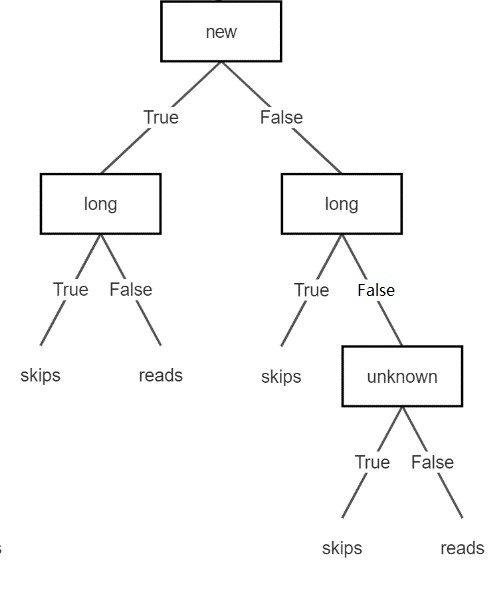 new
True False
long long
True False True False
skips reads skips unknown
True False
skips reads